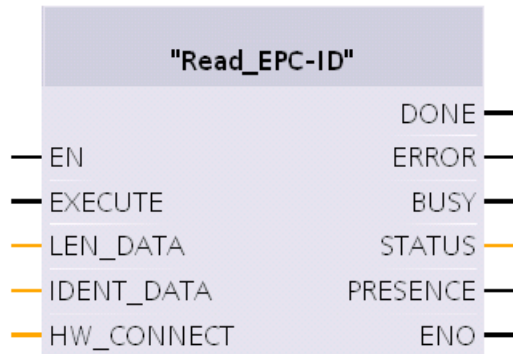 "Read_EPC-ID"
DONE
EN ERROR
EXECUTE BUSY
LEN_DATA STATUS
IDENT_DATA PRESENCE
HW_CONNECT ENO